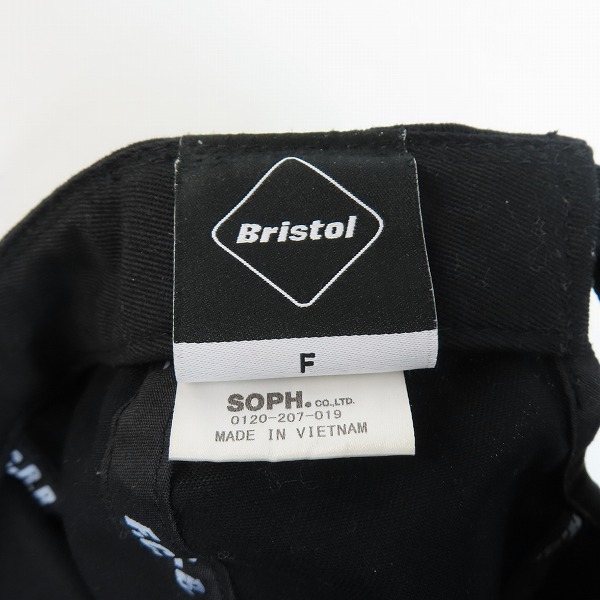 Bristol
F
SOPH. CO.,LTD.
0120-207-019
MADE IN VIETNAM